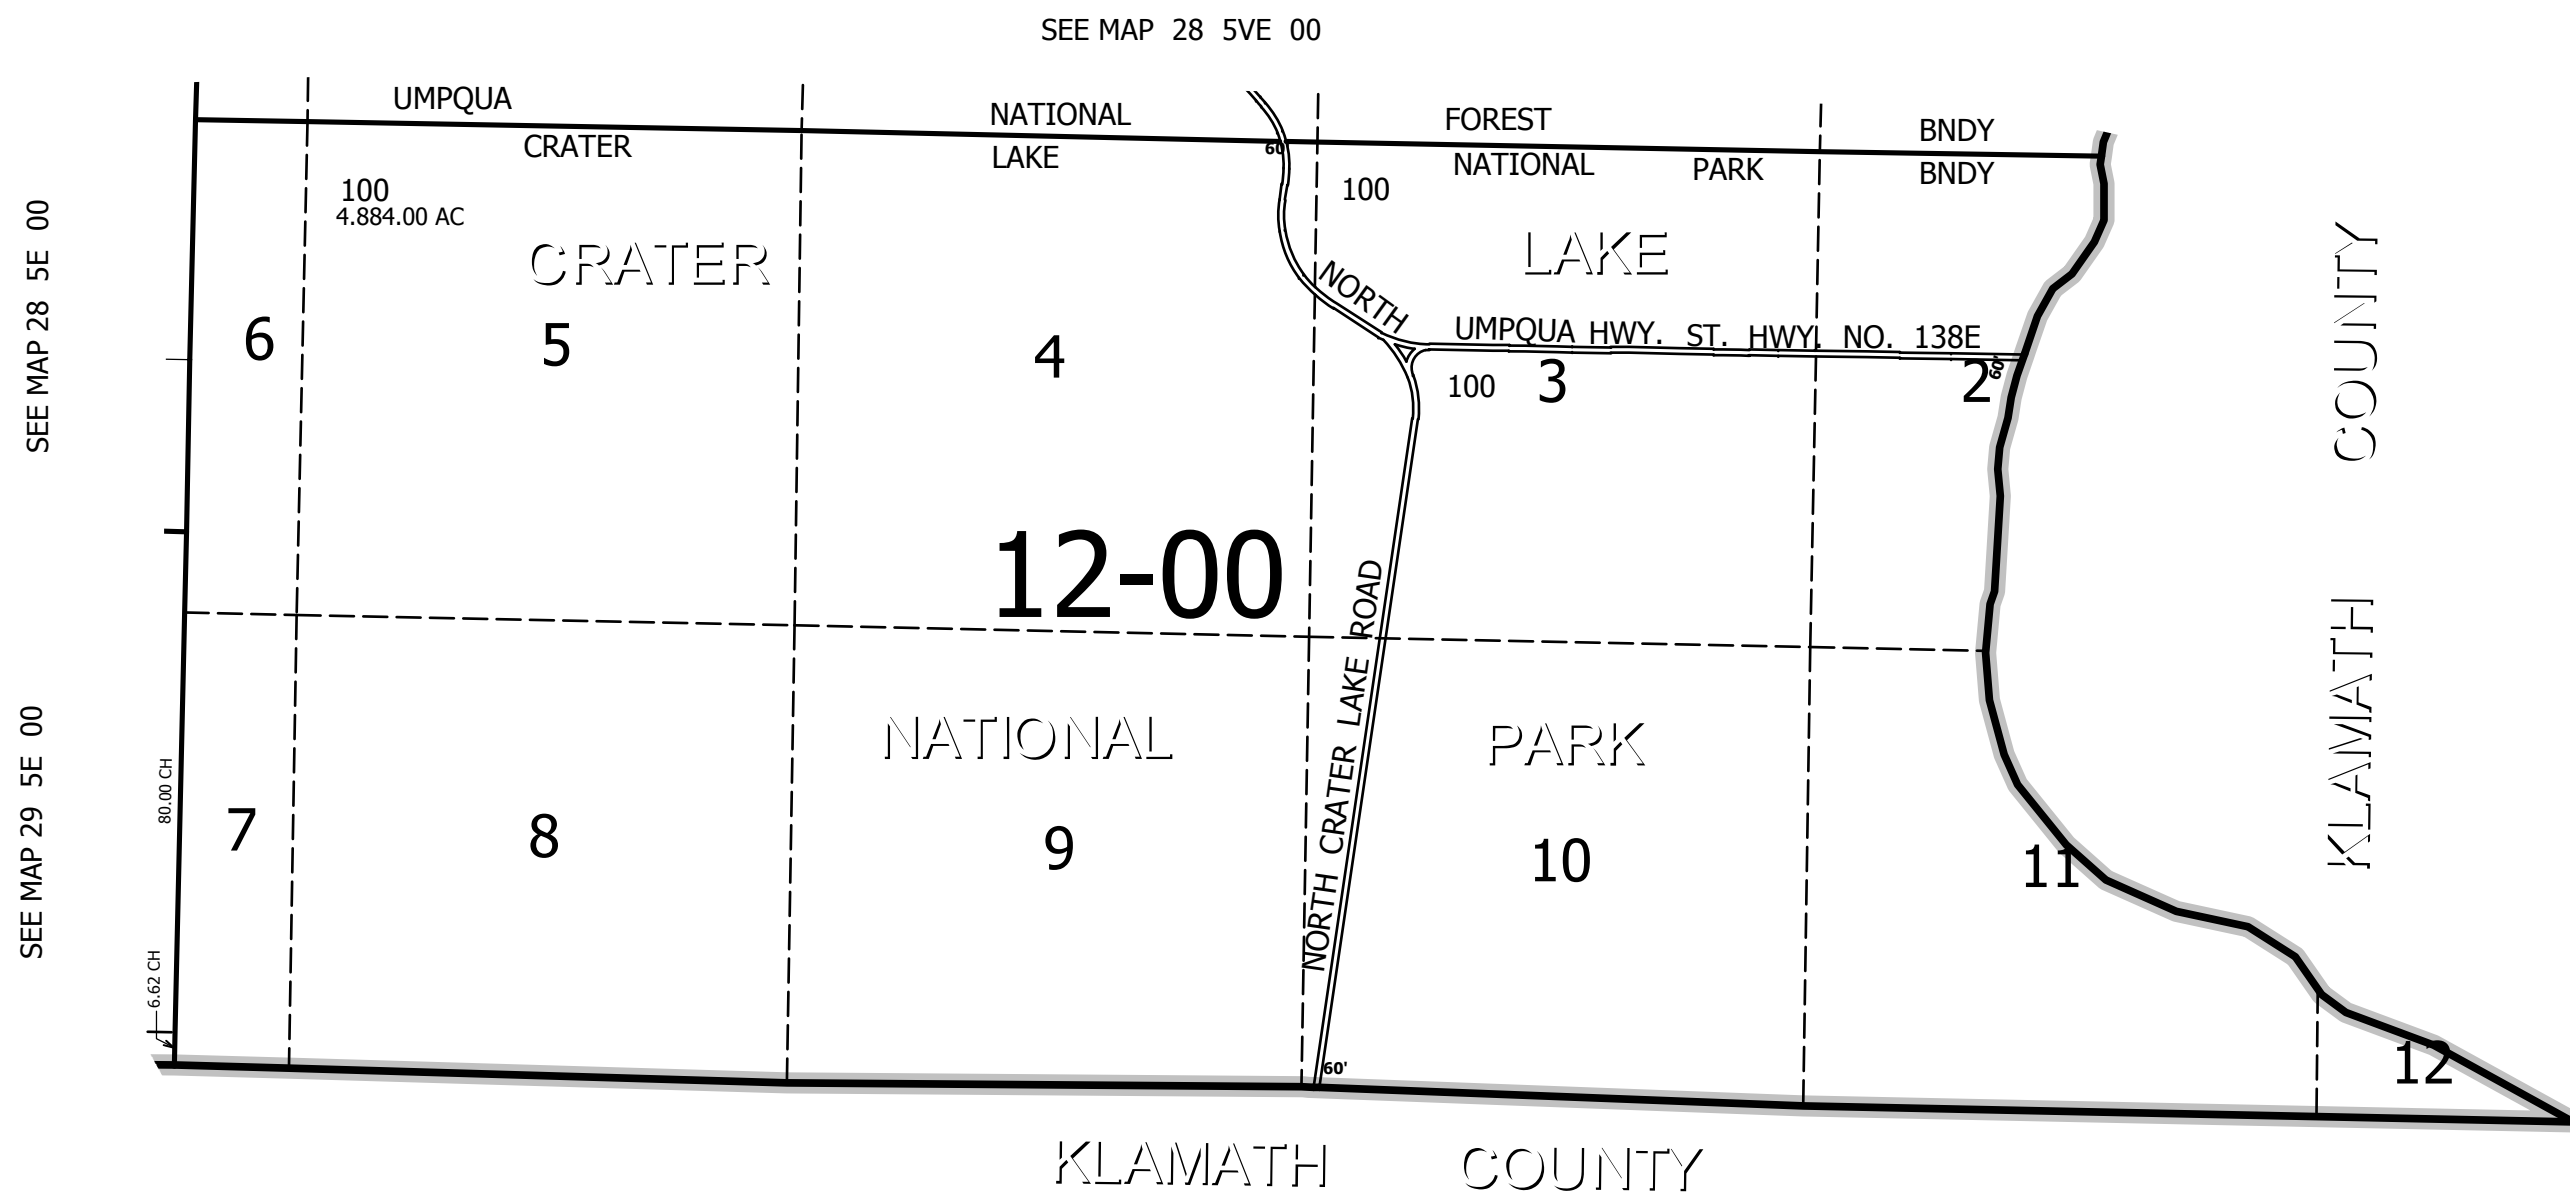 SEE MAP 28 5VE 00
UMPQUA NATIONAL FOREST BNDY
CRATER LAKE NATIONAL PARK BNDY
60'
100
4.884.00 AC
100
CRATER LAKE
SEE MAP 28 5E 00
NORTH UMPQUA HWY. ST. HWY. NO. 138E
6
5
4
3
2
60'
100
KLAMATH COUNTY
12-00
NORTH CRATER LAKE ROAD
NATIONAL PARK
SEE MAP 29 5E 00
80.00 CH
7
8
9
10
11
6.62 CH
12
60'
KLAMATH COUNTY